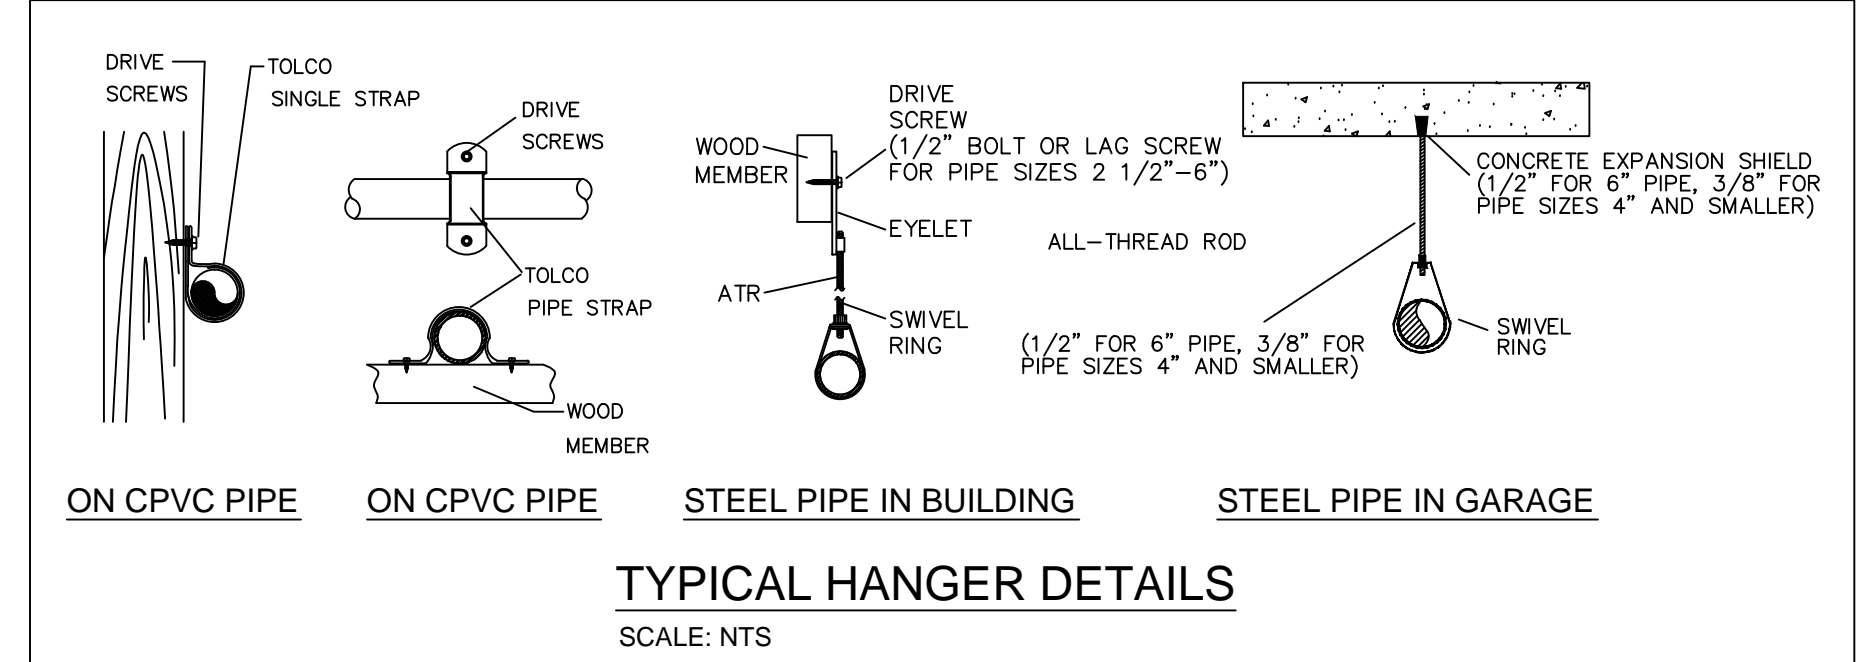 DRIVE
SCREWS
TOLCO
SINGLE STRAP
DRIVE
SCREWS
TOLCO
PIPE STRAP
WOOD
MEMBER
DRIVE
SCREW
(1/2" BOLT OR LAG SCREW
FOR PIPE SIZES 2 1/2"-6")
WOOD
MEMBER
EYELET
ATR
SWIVEL
RING
ALL-THREAD ROD
(1/2" FOR 6" PIPE, 3/8" FOR
PIPE SIZES 4" AND SMALLER)
CONCRETE EXPANSION SHIELD
(1/2" FOR 6" PIPE, 3/8" FOR
PIPE SIZES 4" AND SMALLER)
SWIVEL
RING
ON CPVC PIPE
ON CPVC PIPE
STEEL PIPE IN BUILDING
STEEL PIPE IN GARAGE
TYPICAL HANGER DETAILS
SCALE: NTS